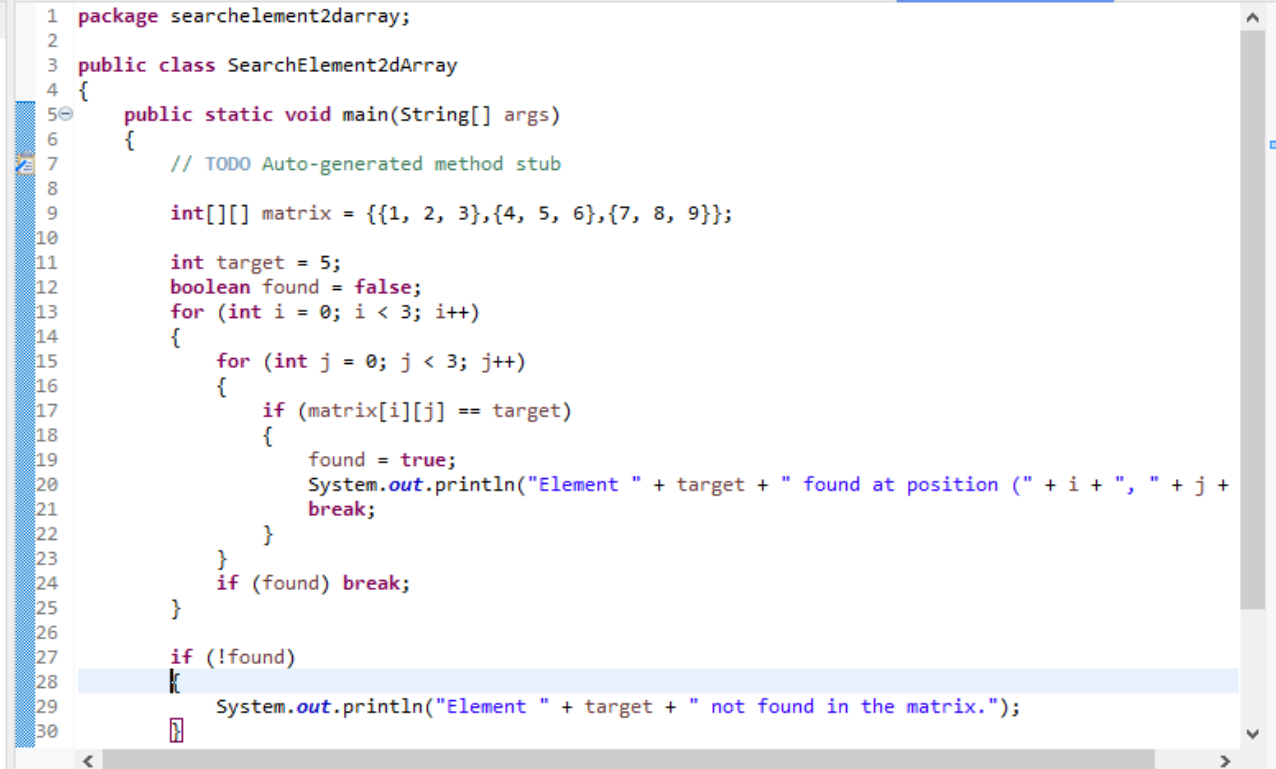 1 package searchelement2darray;
2
3 public class SearchElement2dArray
4 {
5 public static void main(String[] args)
6 {
7 // TODO Auto-generated method stub
8
9 int[][] matrix = {{1, 2, 3},{4, 5, 6},{7, 8, 9}};
10
11 int target = 5;
12 boolean found = false;
13 for (int i = 0; i < 3; i++)
14 {
15 for (int j = 0; j < 3; j++)
16 {
17 if (matrix[i][j] == target)
18 {
19 found = true;
20 System.out.println("Element " + target + " found at position (" + i + ", " + j +
21 break;
22 }
23 }
24 if (found) break;
25 }
26
27 if (!found)
28 {
29 System.out.println("Element " + target + " not found in the matrix.");
30 }